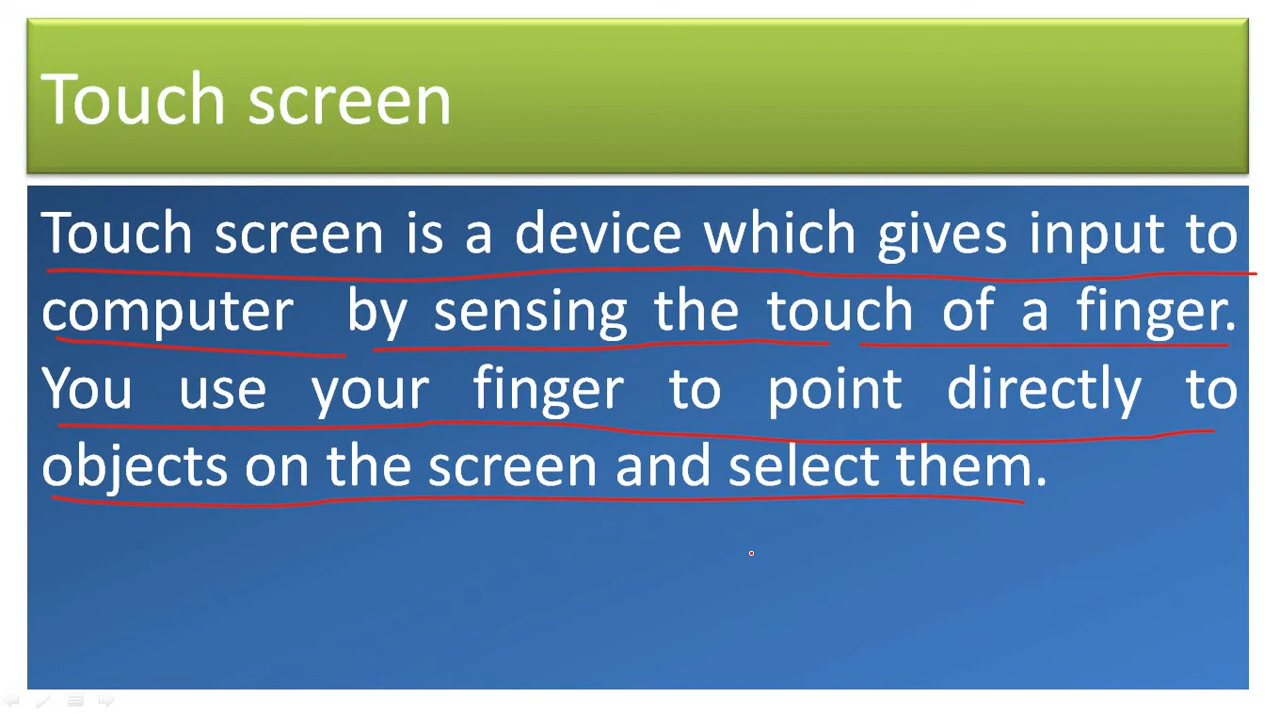 Touch screen
Touch screen is a device which gives input to
computer by sensing the touch of a finger.
You use your finger to point directly to
objects on the screen and select them.